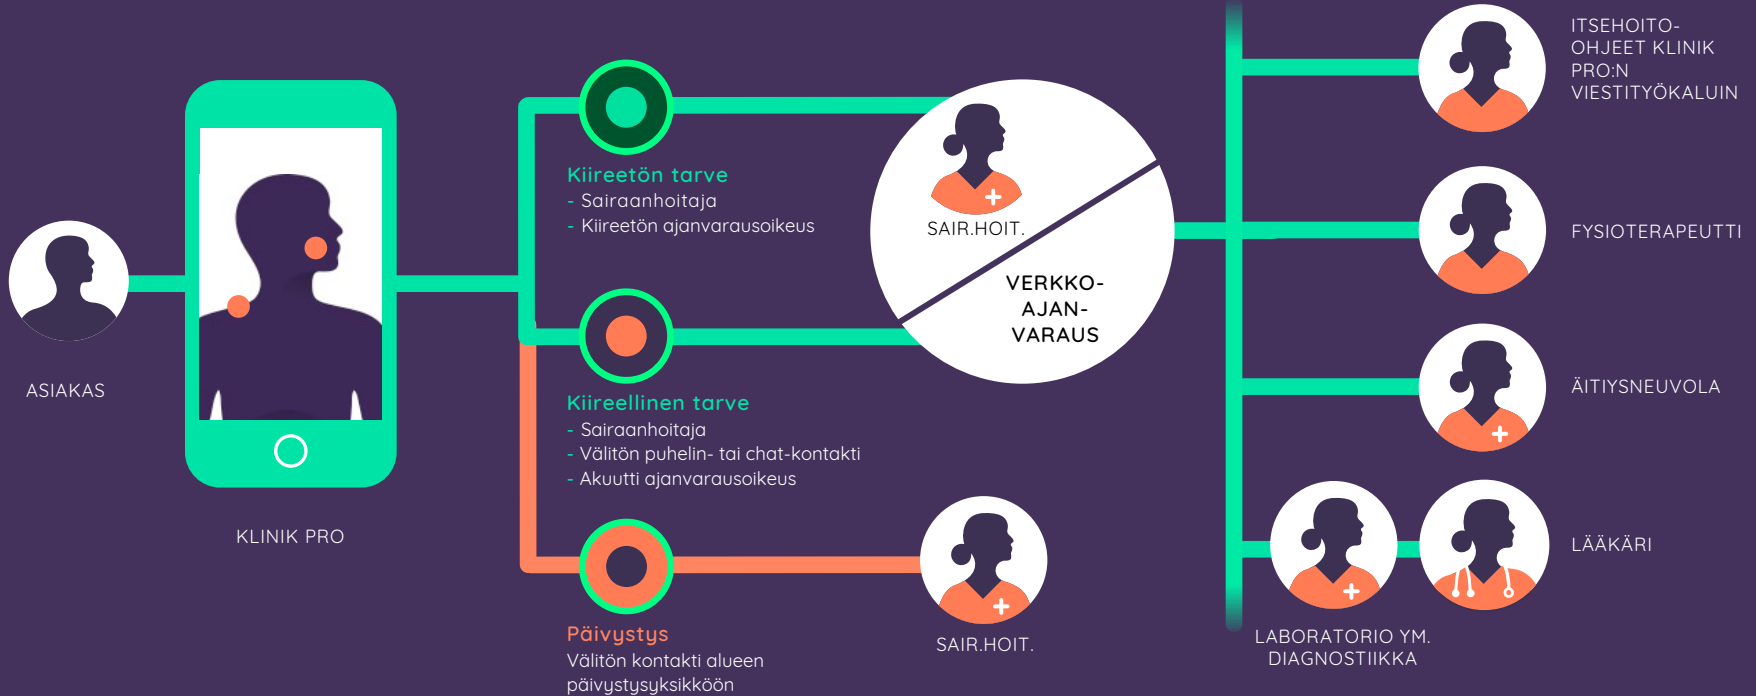 ASIAKAS
KLINIK PRO
Kiireetön tarve
- Sairaanhoitaja
- Kiireetön ajanvarausoikeus
Kiireellinen tarve
- Sairaanhoitaja
- Välitön puhelin- tai chat-kontakti
- Akuutti ajanvarausoikeus
Päivystys
Välitön kontakti alueen
päivystysyksikköön
SAIR.HOIT.
VERKKO-
AJAN-
VARAUS
SAIR.HOIT.
ITSEHOITO-
OHJEET KLINIK
PRO:N
VIESTITYÖKALUIN
FYSIOTERAPEUTTI
ÄITIYSNEUVOLA
LÄÄKÄRI
LABORATORIO YM.
DIAGNOSTIIKKA